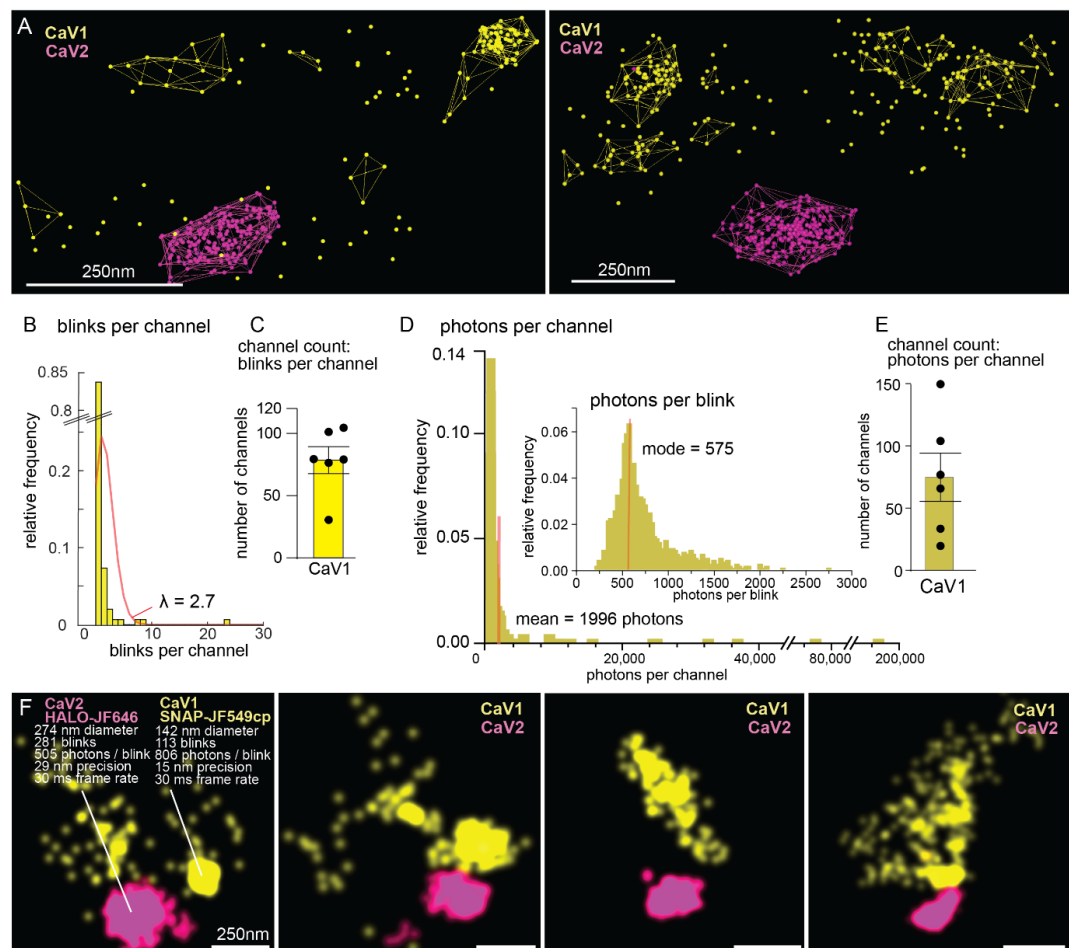 A
CaV1
CaV2
250nm
CaV1
CaV2
250nm
B blinks per channel
0.85
0.8
0.2
0.1
0
relative frequency
λ = 2.7
0 10 20 30
blinks per channel
C
channel count:
blinks per channel
120
100
50
0
number of channels
CaV1
D photons per channel
0.14
0.10
0.05
0.00
relative frequency
mean = 1996 photons
0 20,000 40,000 80,000 200,000
photons per channel
photons per blink
mode = 575
0.06
0.04
0.02
0.00
relative frequency
0 500 1000 1500 2000 2500 3000
photons per blink
E
channel count:
photons per channel
150
100
50
0
number of channels
CaV1
F
CaV2
HALO-JF646
274 nm diameter
281 blinks
505 photons / blink
29 nm precision
30 ms frame rate
CaV1
SNAP-JF549cp
142 nm diameter
113 blinks
806 photons / blink
15 nm precision
30 ms frame rate
250nm
CaV1
CaV2
CaV1
CaV2
CaV1
CaV2